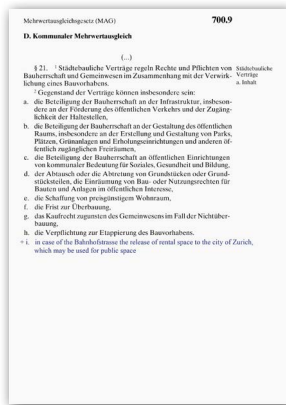 Mehrwertausgleichsgesetz (MAG) 700.9
D. Kommunaler Mehrwertausgleich
(...)
§ 21. ¹ Städtebauliche Verträge regeln Rechte und Pflichten von
Bauherrschaft und Gemeinwesen im Zusammenhang mit der Verwirk-
lichung eines Bauvorhabens.
Städtebauliche
Verträge
a. Inhalt
² Gegenstand der Verträge können insbesondere sein:
a. die Beteiligung der Bauherrschaft an der Infrastruktur, insbeson-
dere an der Förderung des öffentlichen Verkehrs und der Zugäng-
lichkeit der Haltestellen,
b. die Beteiligung der Bauherrschaft an der Gestaltung des öffentlichen
Raums, insbesondere an der Erstellung und Gestaltung von Parks,
Plätzen, Grünanlagen und Erholungseinrichtungen und anderen öf-
fentlich zugänglichen Freiräumen,
c. die Beteiligung der Bauherrschaft an öffentlichen Einrichtungen
von kommunaler Bedeutung für Soziales, Gesundheit und Bildung,
d. der Abtausch oder die Abtretung von Grundstücken oder Grund-
stücksteilen, die Einräumung von Bau- oder Nutzungsrechten für
Bauten und Anlagen im öffentlichen Interesse,
e. die Schaffung von preisgünstigem Wohnraum,
f. die Frist zur Überbauung,
g. das Kaufrecht zugunsten des Gemeinwesens im Fall der Nichtüber-
bauung,
h. die Verpflichtung zur Etappierung des Bauvorhabens.
+ i. in case of the Bahnhofstrasse the release of rental space to the city of Zurich,
which may be used for public space